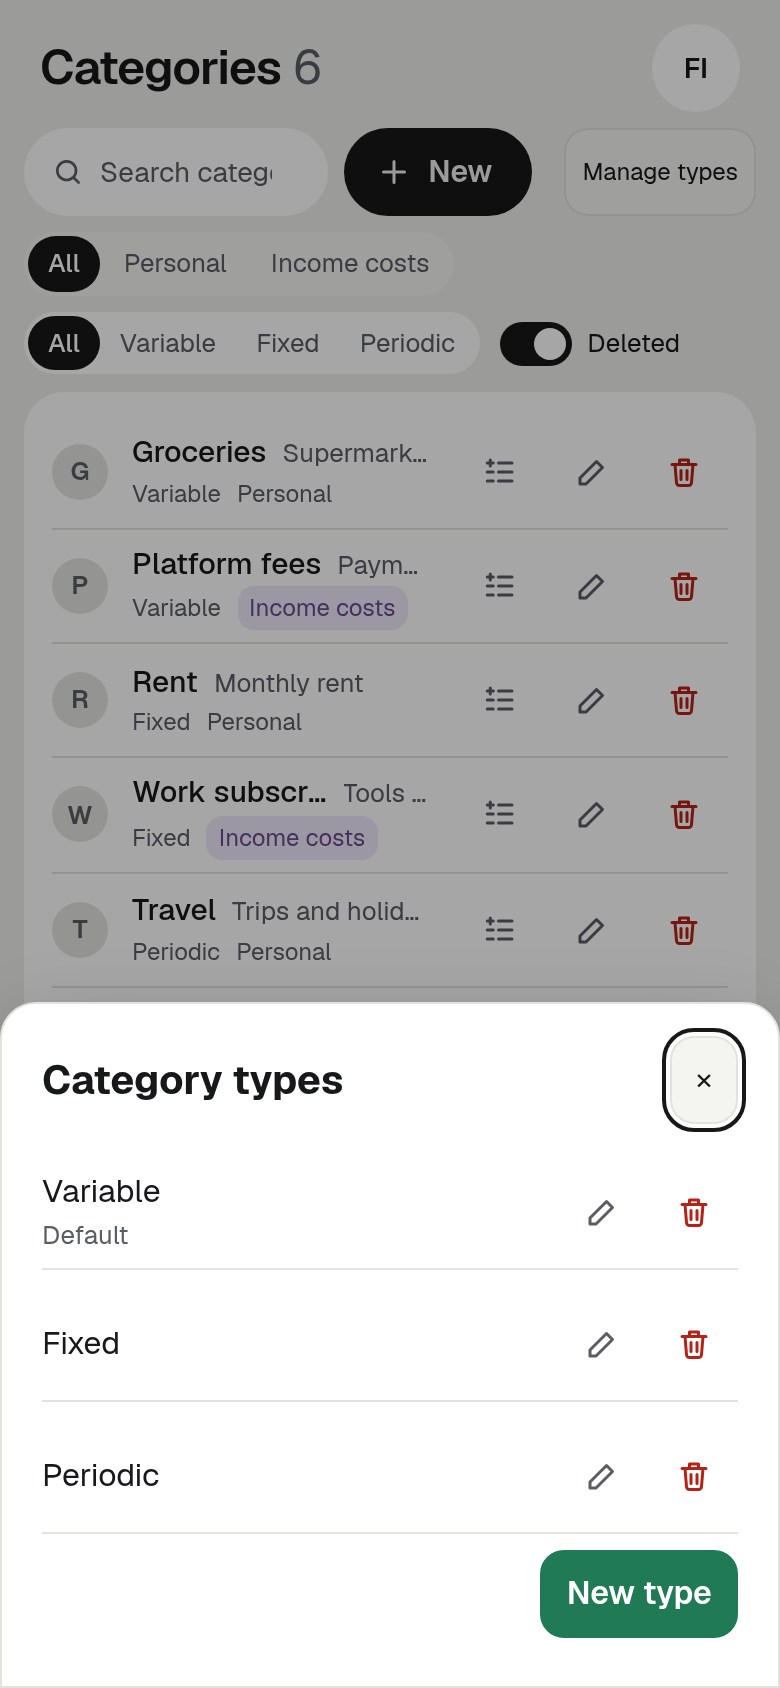 Categories 6
FI
Search categ
New
Manage types
All Personal Income costs
All Variable Fixed Periodic Deleted
G Groceries Supermark...
Variable Personal
P Platform fees Paym...
Variable Income costs
R Rent Monthly rent
Fixed Personal
W Work subscr... Tools ...
Fixed Income costs
T Travel Trips and holid...
Periodic Personal
Category types
Variable
Default
Fixed
Periodic
New type